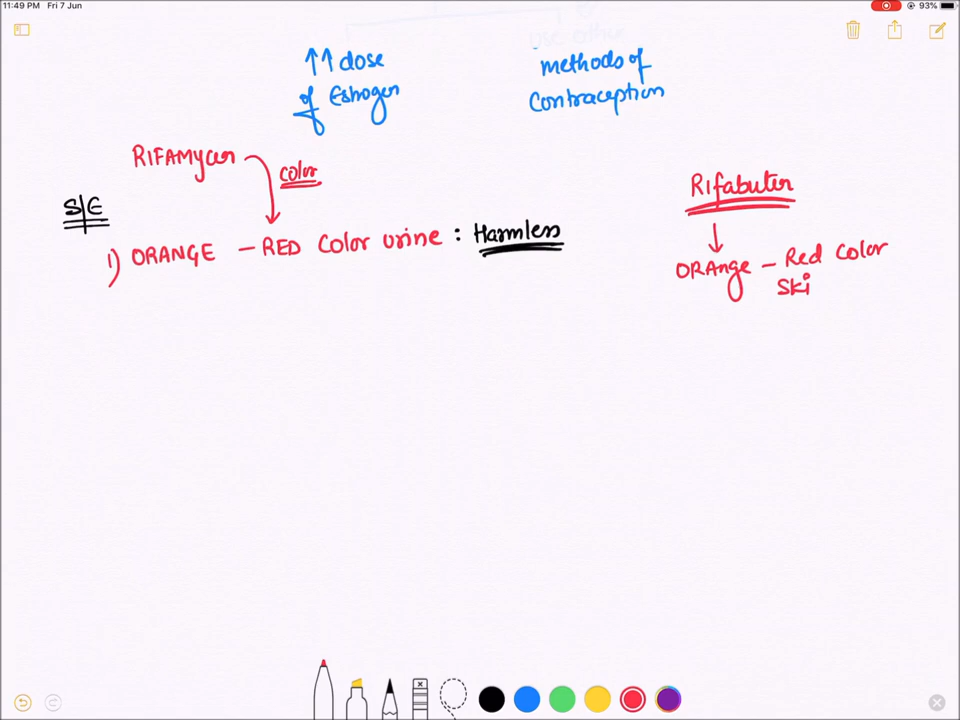 11:49 PM Fri 7 Jun
93%
↑↑ dose
of Estrogen
methods of
Contraception
RIFAMycin
color
S/E
1) ORANGE – RED Color urine : Harmless
Rifabutin
↓
ORAnge – Red Color
Ski